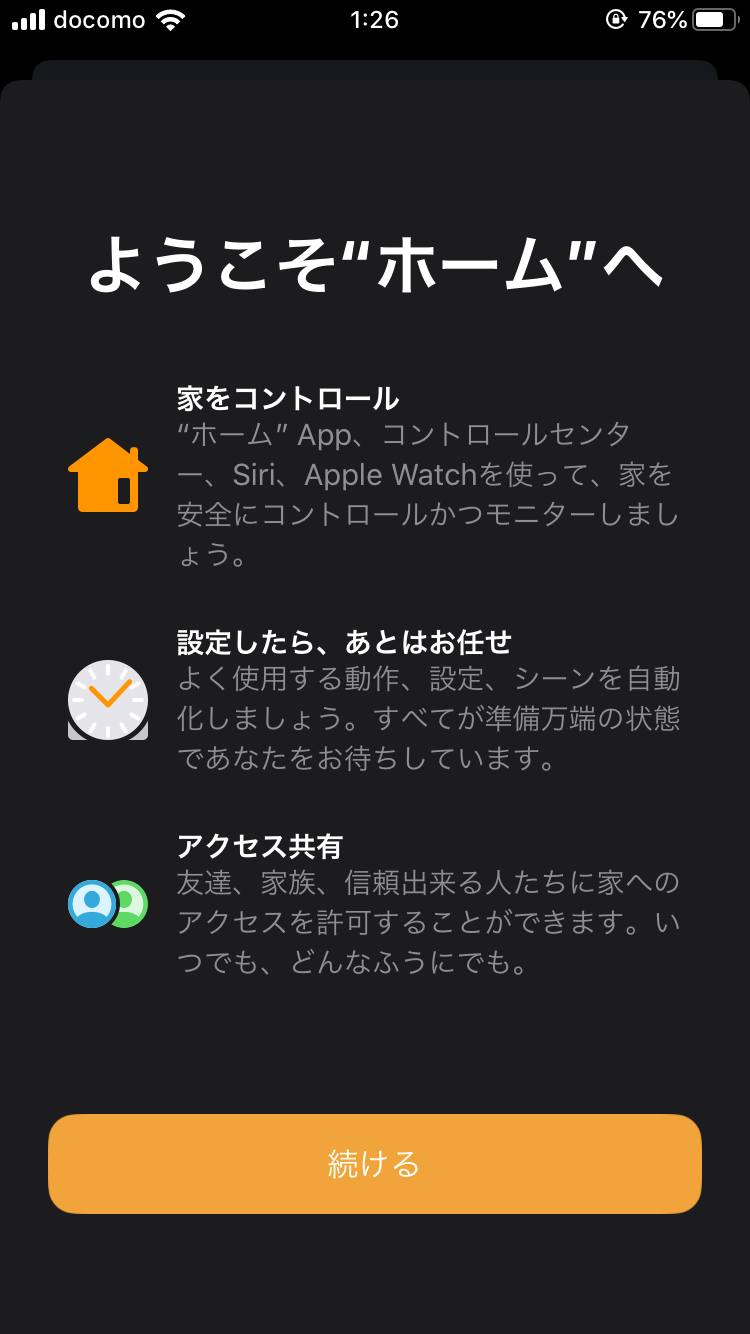 docomo 1:26 76%
ようこそ“ホーム”へ
家をコントロール
“ホーム” App、コントロールセンタ
ー、Siri、Apple Watchを使って、家を
安全にコントロールかつモニターしまし
ょう。
設定したら、あとはお任せ
よく使用する動作、設定、シーンを自動
化しましょう。すべてが準備万端の状態
であなたをお待ちしています。
アクセス共有
友達、家族、信頼出来る人たちに家への
アクセスを許可することができます。い
つでも、どんなふうにでも。
続ける